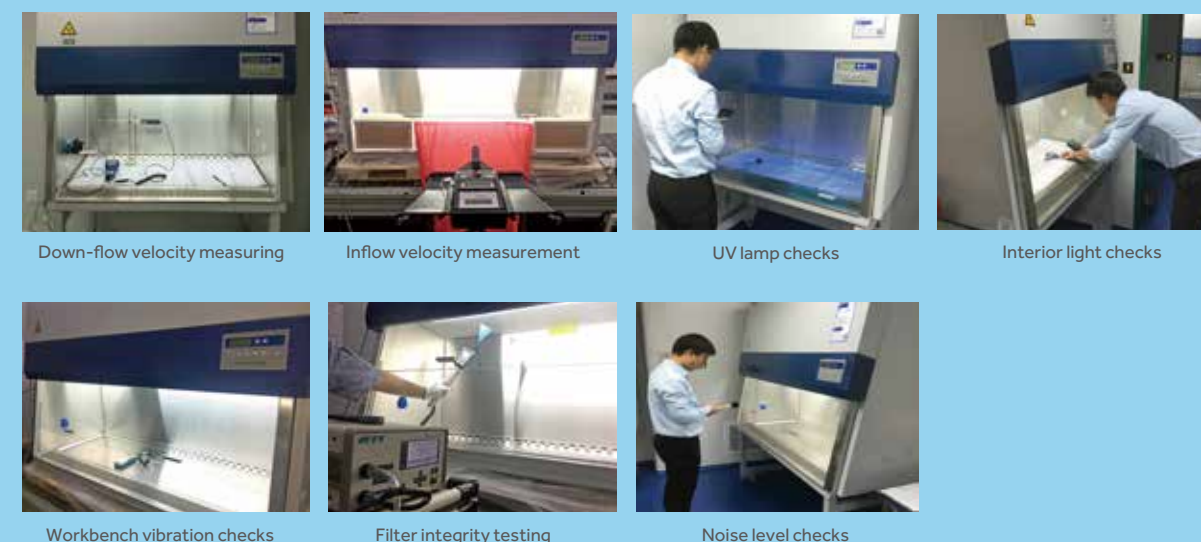 Down-flow velocity measuring
Inflow velocity measurement
UV lamp checks
Interior light checks
Workbench vibration checks
Filter integrity testing
Noise level checks